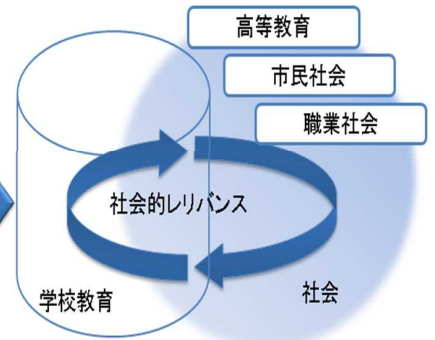 高等教育
市民社会
職業社会
社会的レリバンス
学校教育
社会